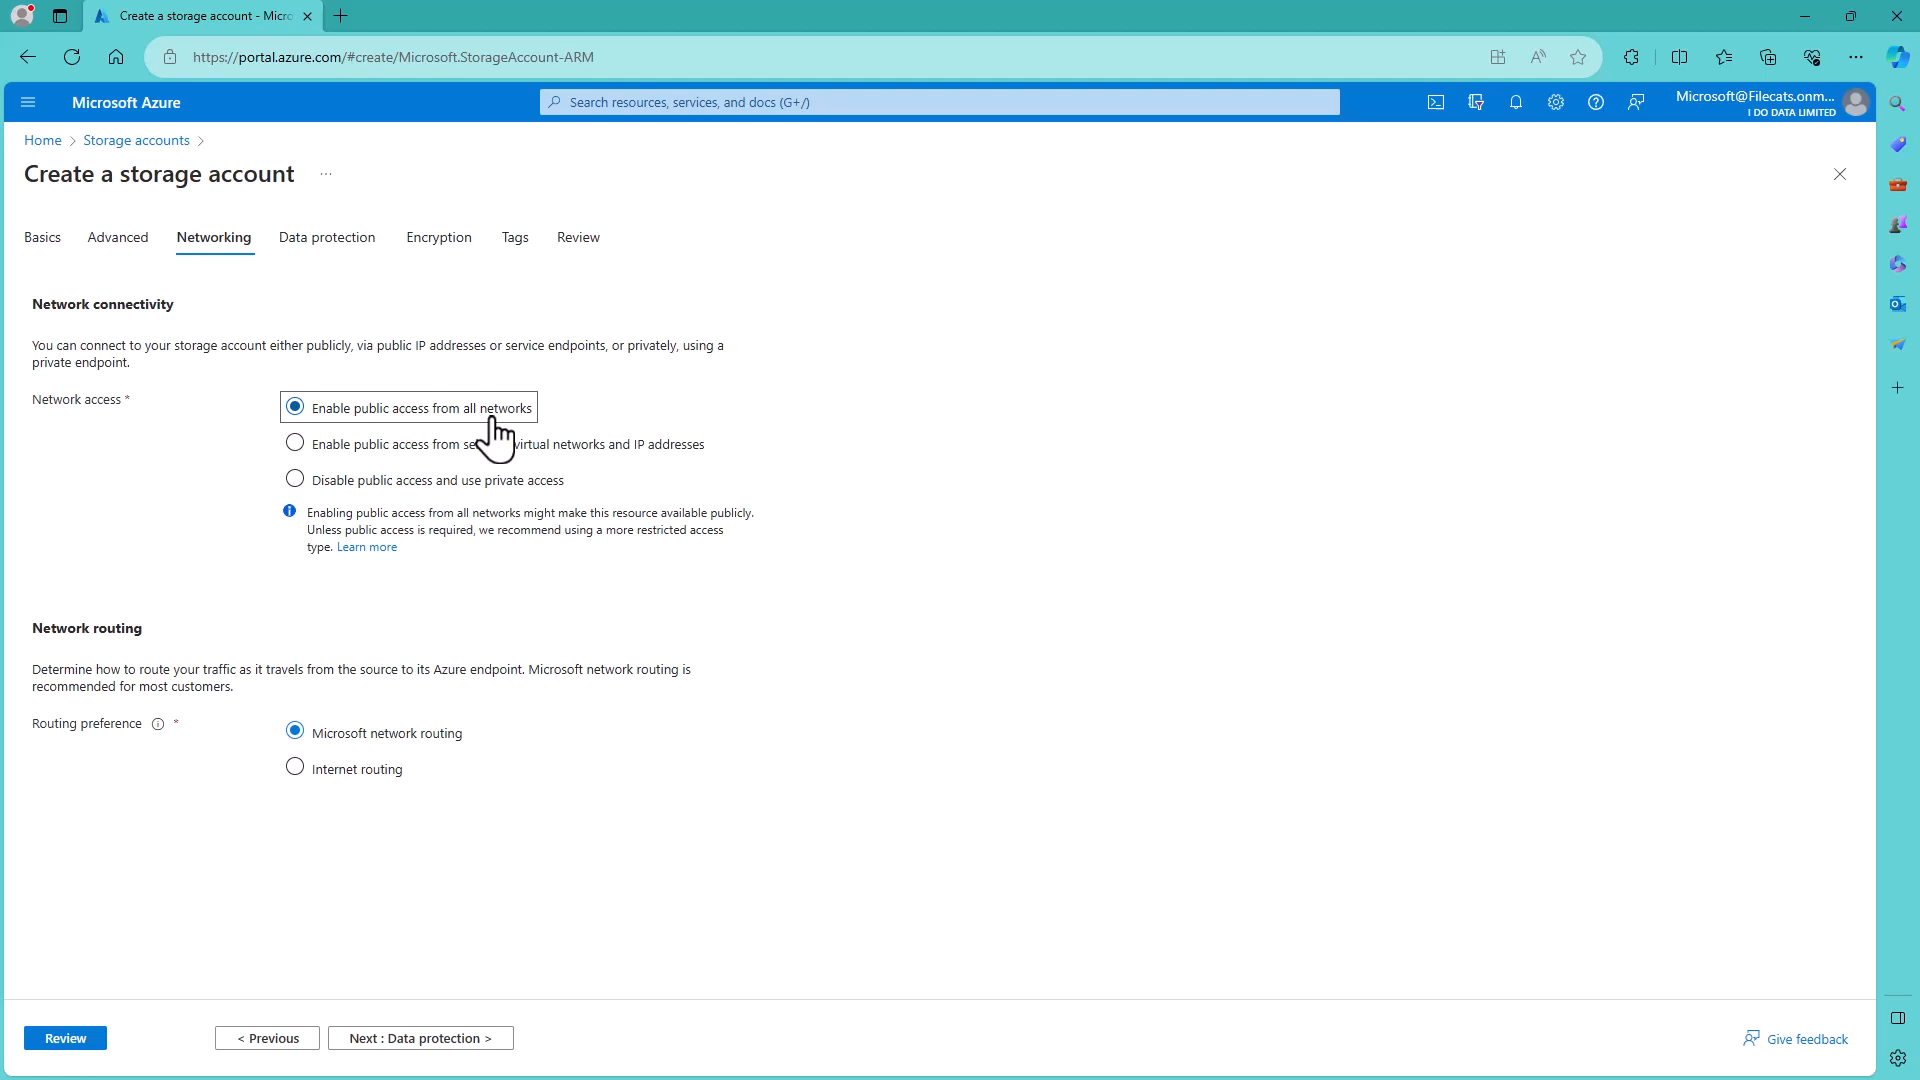 Create a storage account - Micro
https://portal.azure.com/#create/Microsoft.StorageAccount-ARM
Microsoft Azure
Search resources, services, and docs (G+/)
Microsoft@Filecats.onm...
I DO DATA LIMITED
Home > Storage accounts >
Create a storage account ...
Basics Advanced Networking Data protection Encryption Tags Review
Network connectivity
You can connect to your storage account either publicly, via public IP addresses or service endpoints, or privately, using a
private endpoint.
Network access *
Enable public access from all networks
Enable public access from se virtual networks and IP addresses
Disable public access and use private access
Enabling public access from all networks might make this resource available publicly.
Unless public access is required, we recommend using a more restricted access
type. Learn more
Network routing
Determine how to route your traffic as it travels from the source to its Azure endpoint. Microsoft network routing is
recommended for most customers.
Routing preference *
Microsoft network routing
Internet routing
Review
< Previous
Next : Data protection >
Give feedback